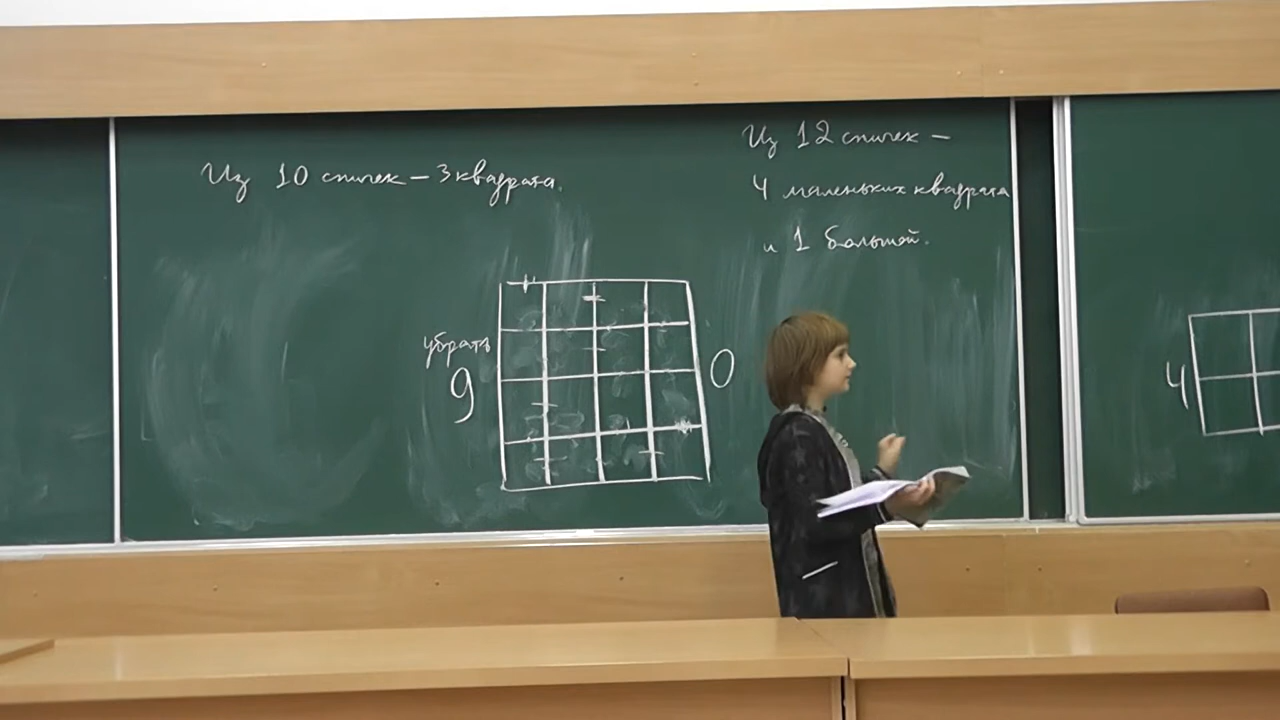 Из 10 спичек – 3 квадрата.
Из 12 спичек –
4 маленьких квадрата
и 1 большой.
убрать
9
0
4